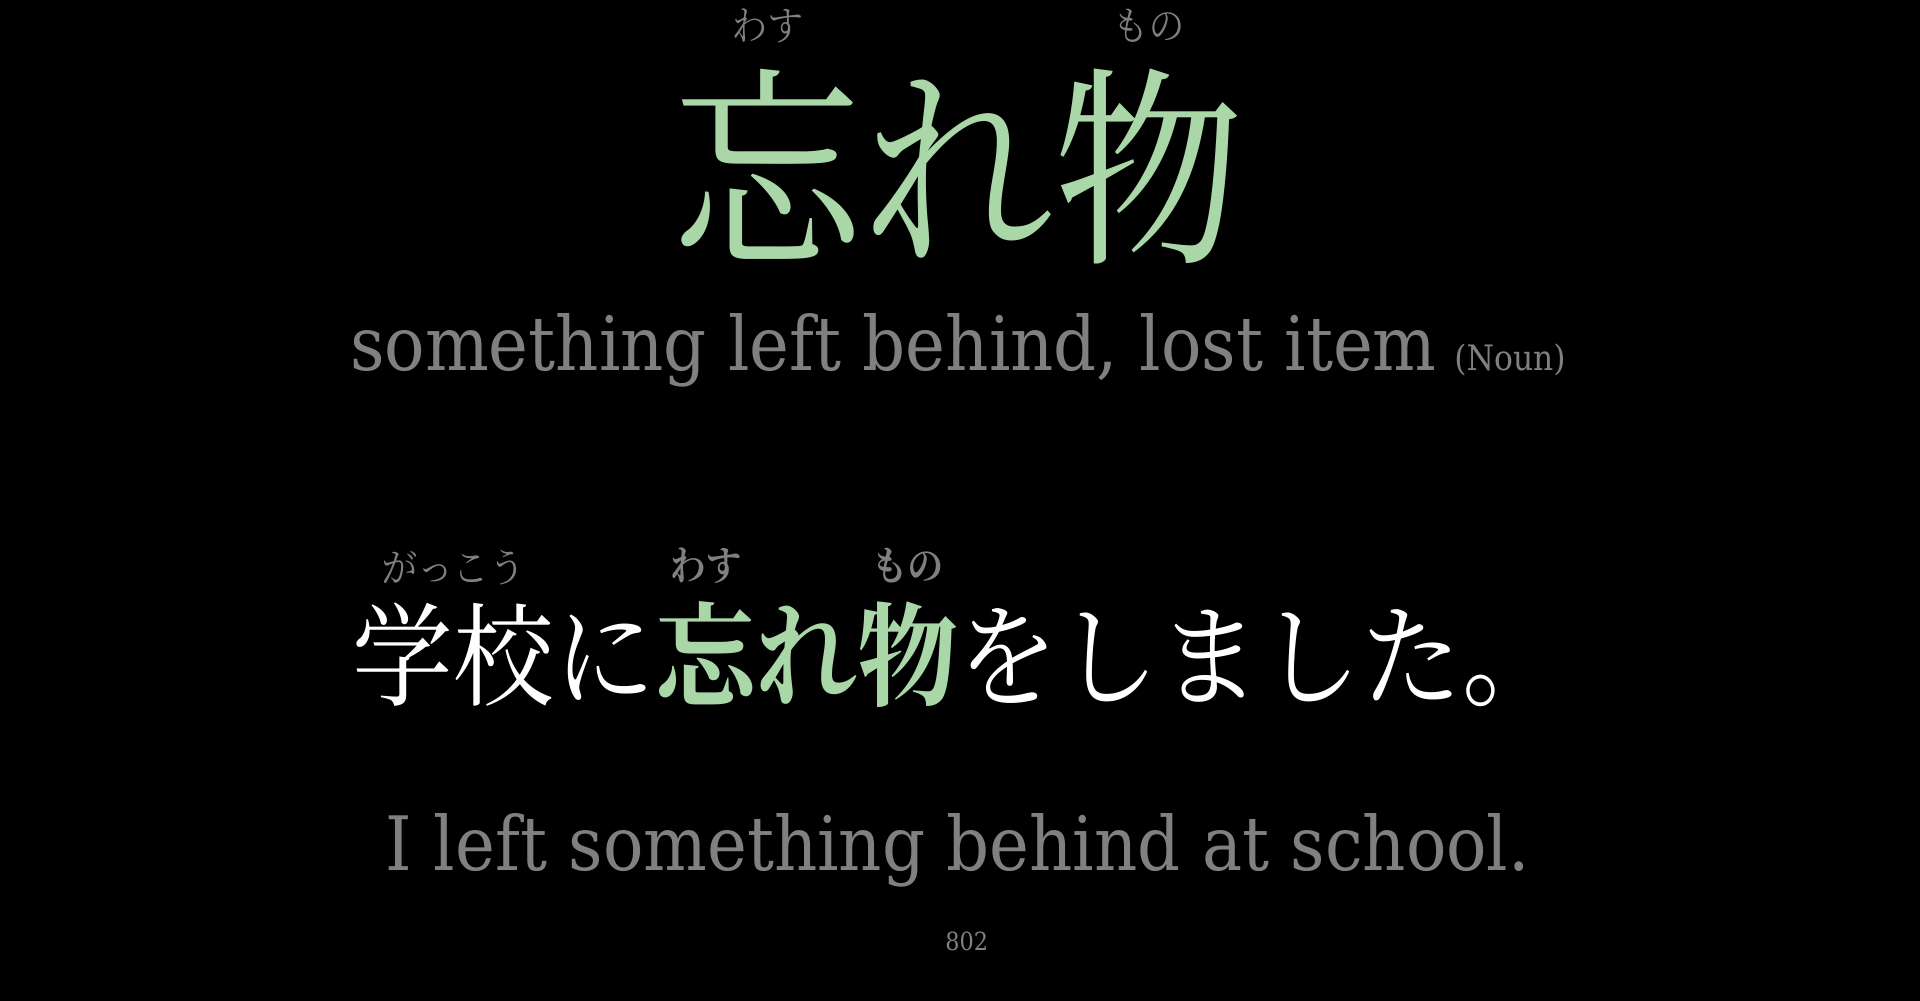 わす もの
忘れ物
something left behind, lost item (Noun)
がっこう わす もの
学校に忘れ物をしました。
I left something behind at school.
802